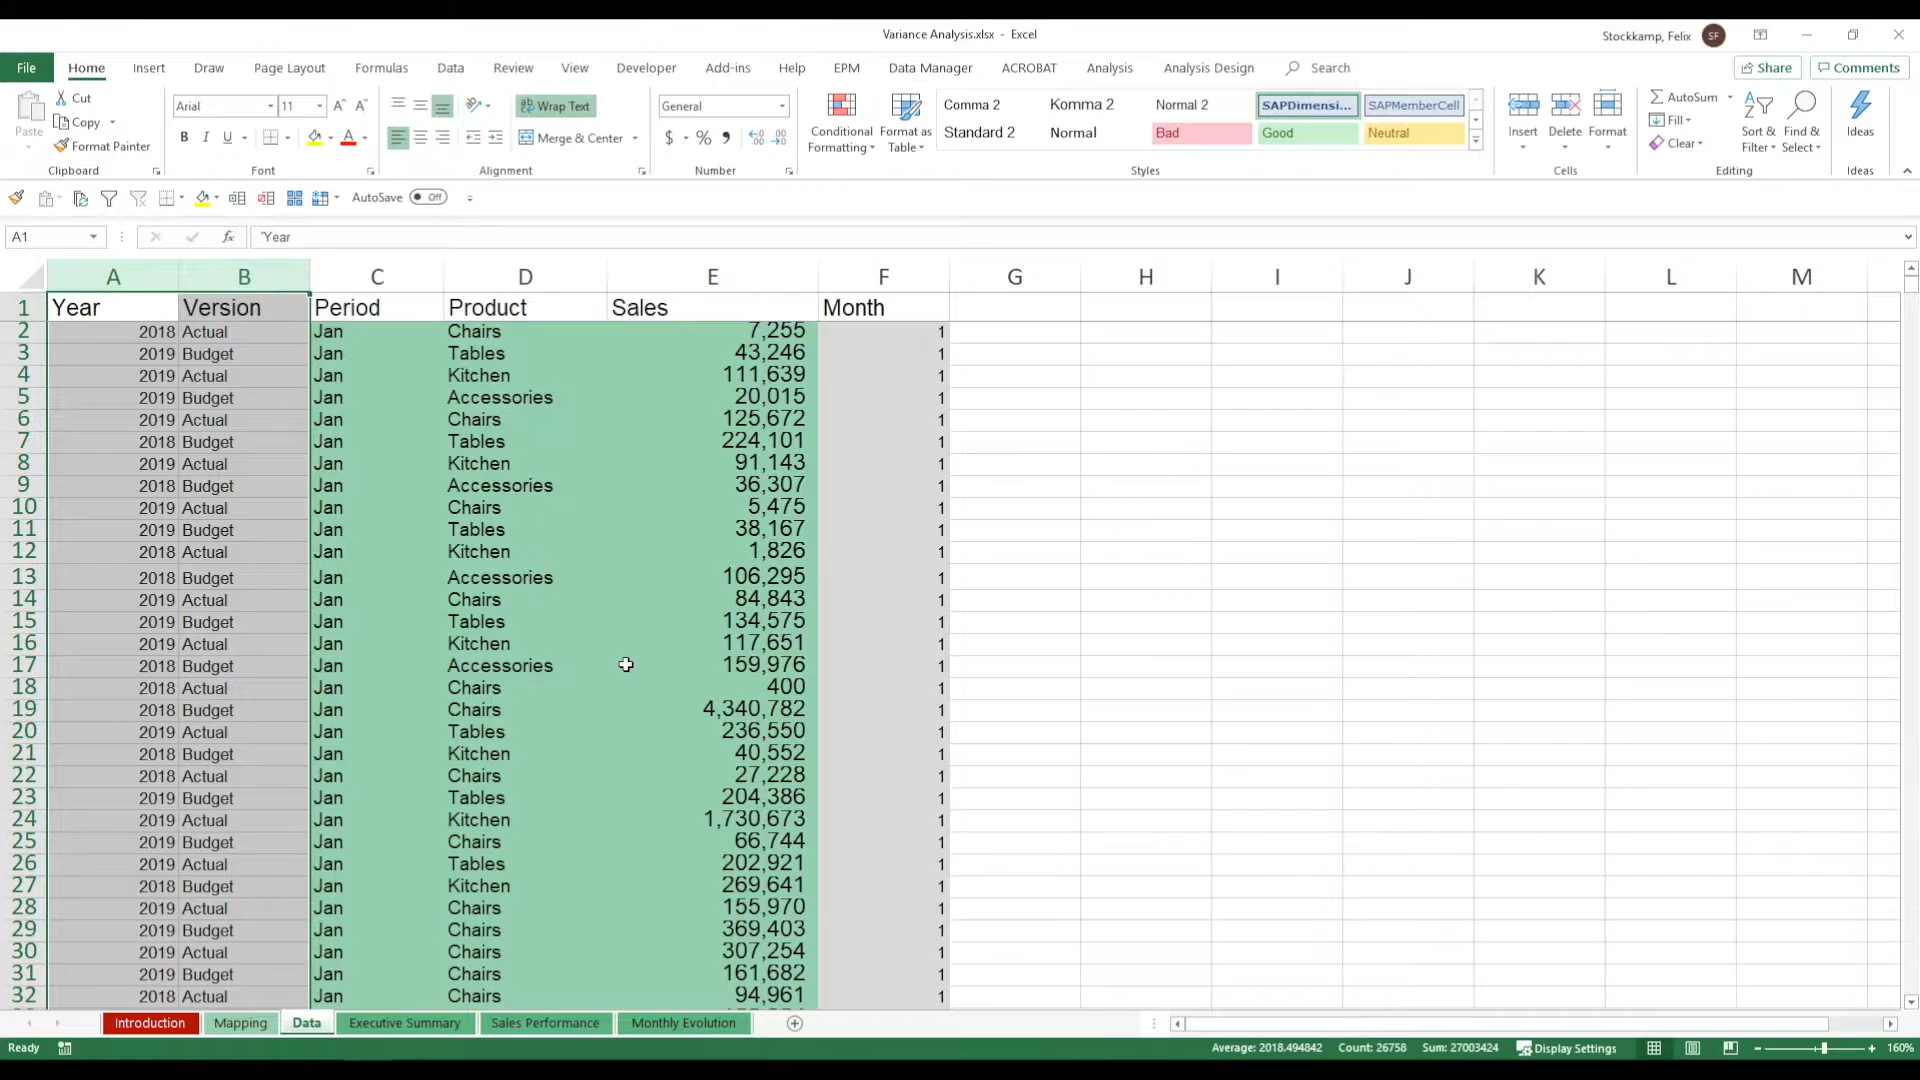 Variance Analysis.xlsx - Excel
Stockkamp, Felix SF
File Home Insert Draw Page Layout Formulas Data Review View Developer Add-ins Help EPM Data Manager ACROBAT Analysis Analysis Design Search Share Comments
Paste Cut Copy Format Painter Clipboard
Arial 11 B I U A Font
Wrap Text Merge & Center Alignment
General $ % Number
Conditional Formatting Format as Table
Comma 2 Komma 2 Normal 2 SAPDimensi... SAPMemberCell
Standard 2 Normal Bad Good Neutral
Styles
Insert Delete Format Cells
AutoSum Fill Clear Sort & Filter Find & Select Editing
Ideas Ideas
AutoSave Off
A1 fx 'Year
A B C D E F G H I J K L M
1 Year Version Period Product Sales Month
2 2018 Actual Jan Chairs 7,255 1
3 2019 Budget Jan Tables 43,246 1
4 2019 Actual Jan Kitchen 111,639 1
5 2019 Budget Jan Accessories 20,015 1
6 2019 Actual Jan Chairs 125,672 1
7 2018 Budget Jan Tables 224,101 1
8 2019 Actual Jan Kitchen 91,143 1
9 2018 Budget Jan Accessories 36,307 1
10 2019 Actual Jan Chairs 5,475 1
11 2019 Budget Jan Tables 38,167 1
12 2018 Actual Jan Kitchen 1,826 1
13 2018 Budget Jan Accessories 106,295 1
14 2019 Actual Jan Chairs 84,843 1
15 2019 Budget Jan Tables 134,575 1
16 2019 Actual Jan Kitchen 117,651 1
17 2018 Budget Jan Accessories 159,976 1
18 2018 Actual Jan Chairs 400 1
19 2018 Budget Jan Chairs 4,340,782 1
20 2019 Actual Jan Tables 236,550 1
21 2018 Budget Jan Kitchen 40,552 1
22 2018 Actual Jan Chairs 27,228 1
23 2019 Budget Jan Tables 204,386 1
24 2019 Actual Jan Kitchen 1,730,673 1
25 2019 Budget Jan Chairs 66,744 1
26 2019 Actual Jan Tables 202,921 1
27 2018 Budget Jan Kitchen 269,641 1
28 2019 Actual Jan Chairs 155,970 1
29 2019 Budget Jan Chairs 369,403 1
30 2019 Actual Jan Chairs 307,254 1
31 2019 Budget Jan Chairs 161,682 1
32 2018 Actual Jan Chairs 94,961 1
Introduction Mapping Data Executive Summary Sales Performance Monthly Evolution
Ready Average: 2018.494842 Count: 26758 Sum: 27003424 Display Settings 160%